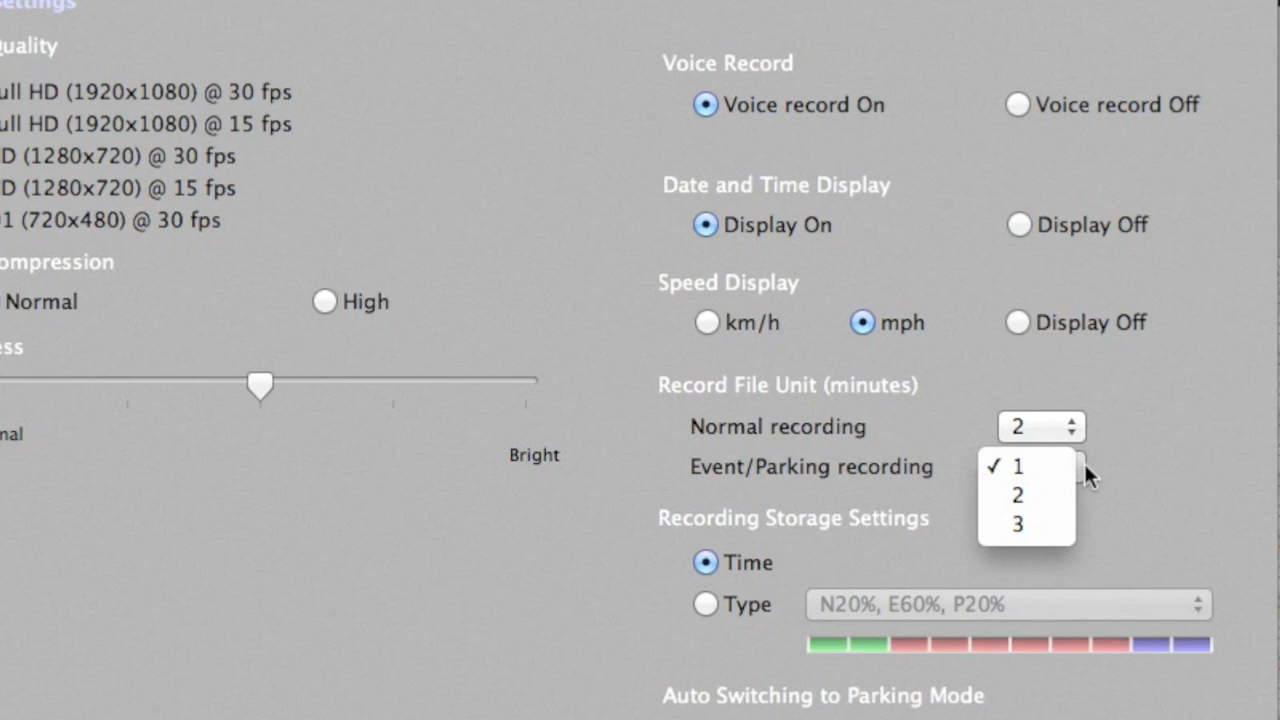 ettings
uality
ull HD (1920x1080) @ 30 fps
ull HD (1920x1080) @ 15 fps
D (1280x720) @ 30 fps
D (1280x720) @ 15 fps
1 (720x480) @ 30 fps
ompression
Normal
High
ess
mal
Bright
Voice Record
Voice record On
Voice record Off
Date and Time Display
Display On
Display Off
Speed Display
km/h
mph
Display Off
Record File Unit (minutes)
Normal recording
2
Event/Parking recording
✓ 1
2
3
Recording Storage Settings
Time
Type
N20%, E60%, P20%
Auto Switching to Parking Mode